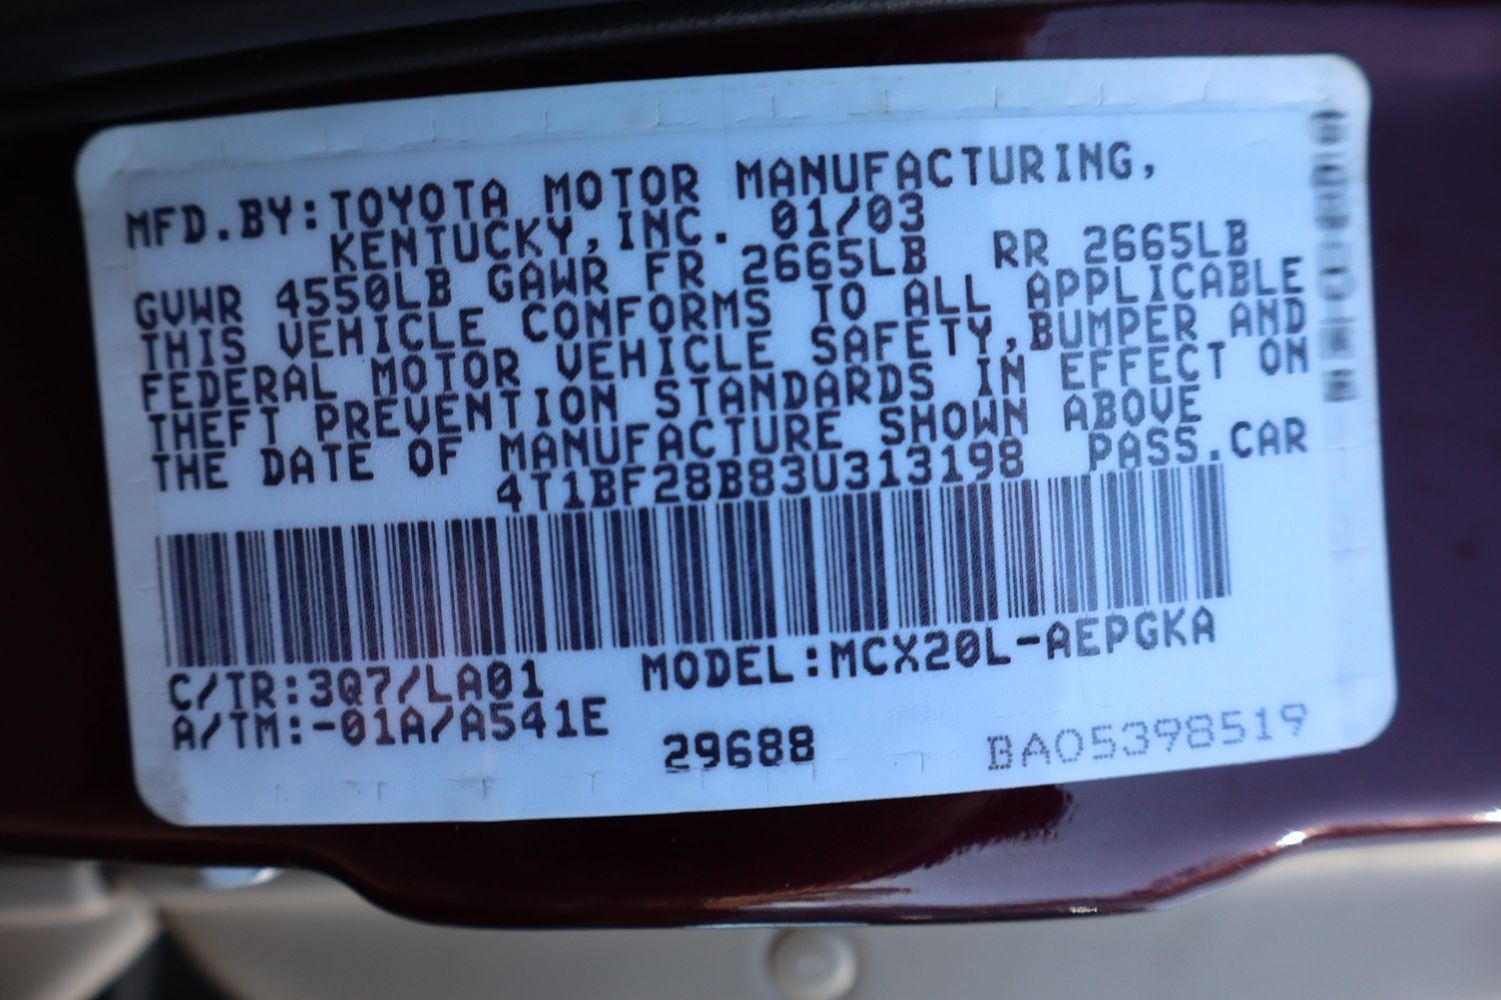 MFD.BY:TOYOTA MOTOR MANUFACTURING,
KENTUCKY,INC. 01/03
GVWR 4550LB GAWR FR 2665LB RR 2665LB
THIS VEHICLE CONFORMS TO ALL APPLICABLE
FEDERAL MOTOR VEHICLE SAFETY,BUMPER AND
THEFT PREVENTION STANDARDS IN EFFECT ON
THE DATE OF MANUFACTURE SHOWN ABOVE
4T1BF28B83U313198 PASS.CAR
C/TR:3Q7/LA01 MODEL:MCX20L-AEPGKA
A/TM:-01A/A541E
29688 BA05398519